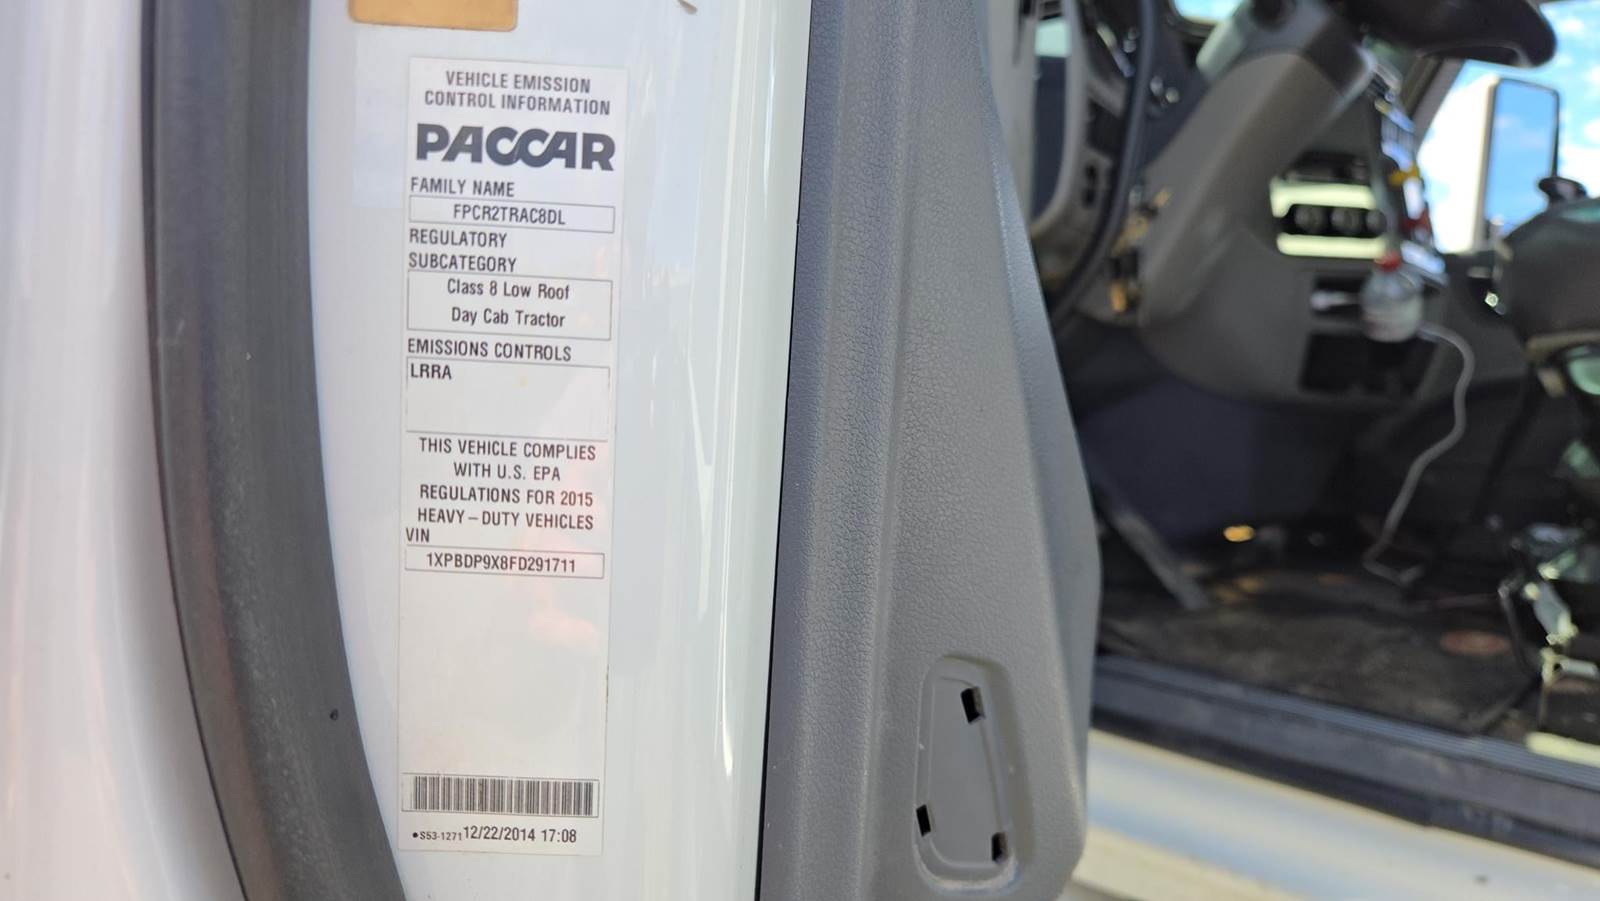 VEHICLE EMISSION
CONTROL INFORMATION
PACCAR
FAMILY NAME
FPCR2TRAC8DL
REGULATORY
SUBCATEGORY
Class 8 Low Roof
Day Cab Tractor
EMISSIONS CONTROLS
LRRA
THIS VEHICLE COMPLIES
WITH U.S. EPA
REGULATIONS FOR 2015
HEAVY-DUTY VEHICLES
VIN
1XPBDP9X8FD291711
•S53-1271 12/22/2014 17:08